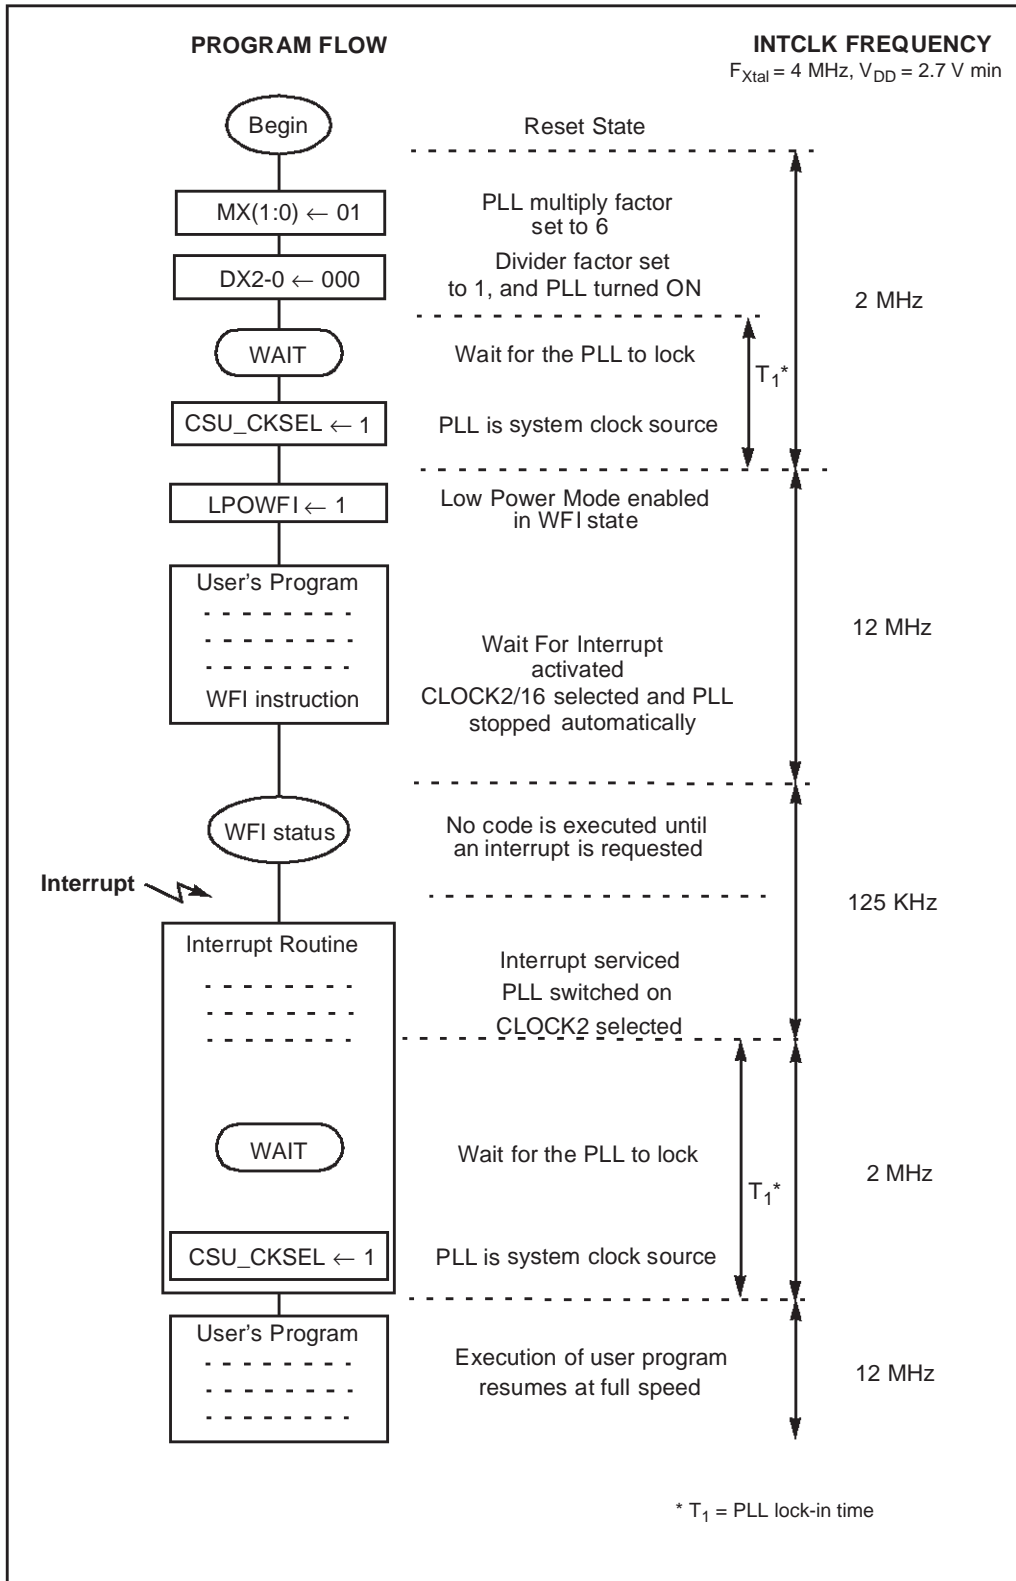 PROGRAM FLOW
INTCLK FREQUENCY
F_Xtal = 4 MHz, V_DD = 2.7 V min
Begin
Reset State
MX(1:0) ← 01
PLL multiply factor
set to 6
DX2-0 ← 000
Divider factor set
to 1, and PLL turned ON
2 MHz
WAIT
Wait for the PLL to lock
T_1*
CSU_CKSEL ← 1
PLL is system clock source
LPOWFI ← 1
Low Power Mode enabled
in WFI state
User's Program
WFI instruction
Wait For Interrupt
activated
CLOCK2/16 selected and PLL
stopped automatically
12 MHz
WFI status
No code is executed until
an interrupt is requested
Interrupt
125 KHz
Interrupt Routine
Interrupt serviced
PLL switched on
CLOCK2 selected
WAIT
Wait for the PLL to lock
T_1*
2 MHz
CSU_CKSEL ← 1
PLL is system clock source
User's Program
Execution of user program
resumes at full speed
12 MHz
* T_1 = PLL lock-in time